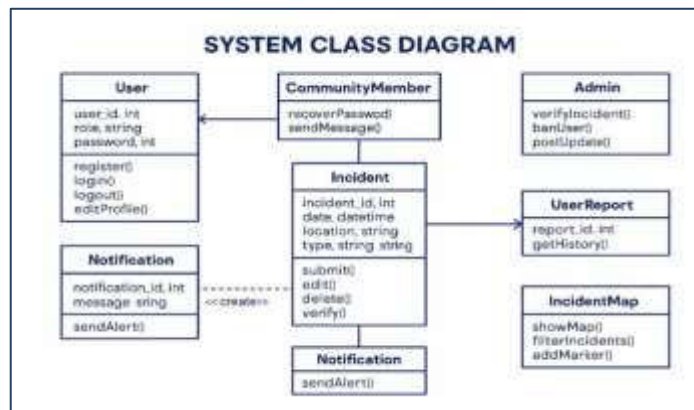 SYSTEM CLASS DIAGRAM
User
user_id. int
role, string
password, int
register()
login()
logout()
editProfile()
CommunityMember
recoverPasswod)
sendMessage()
Admin
verifyIncident()
banUser()
postUpdate()
Incident
incident_id, int
date, datetime
location, string
type, string string
submit()
edit()
delete()
verify()
UserReport
report_id. int
getHistory()
Notification
notification_id, int
message sring
sendAlert()
<<create>>
IncidentMap
showMap()
filterIncidents()
addMarker()
Notification
sendAlert()